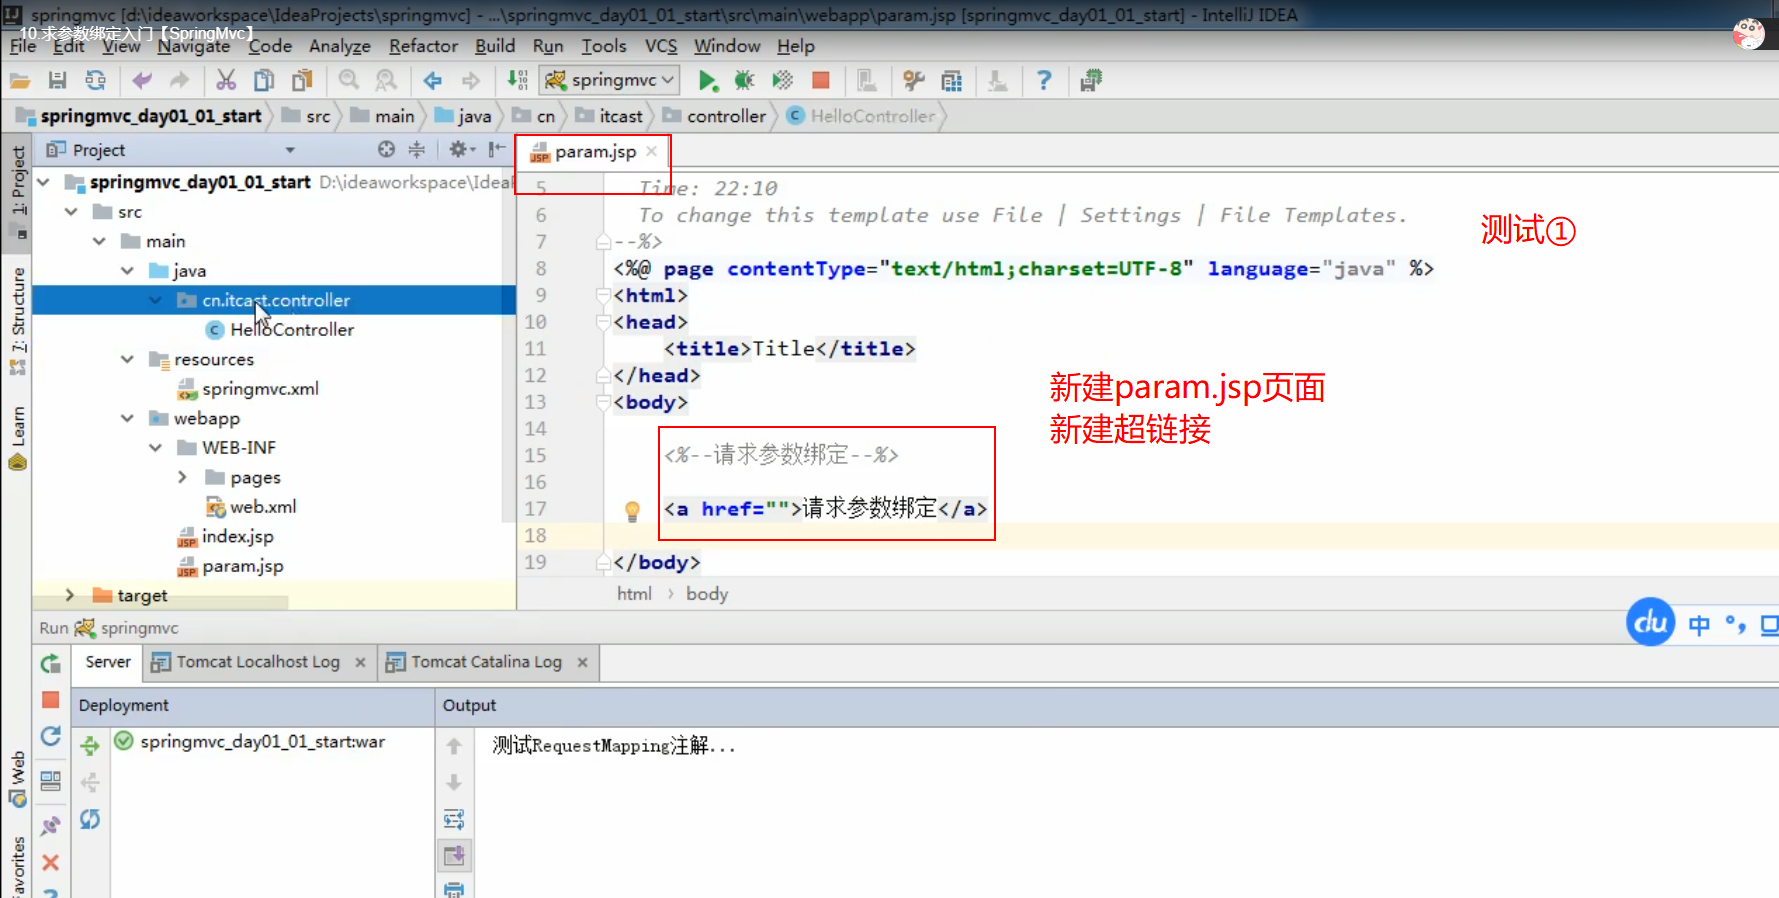 springmvc [d:\ideaworkspace\IdeaProjects\springmvc] - ...\springmvc_day01_01_start\src\main\webapp\param.jsp [springmvc_day01_01_start] - IntelliJ IDEA
10.求参数绑定入门【SpringMvc】
File Edit View Navigate Code Analyze Refactor Build Run Tools VCS Window Help
springmvc
springmvc_day01_01_start src main java cn itcast controller HelloController
1: Project
7: Structure
Learn
Web
Project
springmvc_day01_01_start D:\ideaworkspace\Idea
src
main
java
cn.itcast.controller
HelloController
resources
springmvc.xml
webapp
WEB-INF
pages
web.xml
index.jsp
param.jsp
target
param.jsp
5 Time: 22:10
6 To change this template use File | Settings | File Templates.
7 --%>
8 <%@ page contentType="text/html;charset=UTF-8" language="java" %>
9 <html>
10 <head>
11 <title>Title</title>
12 </head>
13 <body>
14
15 <%--请求参数绑定--%>
16
17 <a href="">请求参数绑定</a>
18
19 </body>
html › body
测试①
新建param.jsp页面
新建超链接
du 中 °,
Run springmvc
Server Tomcat Localhost Log Tomcat Catalina Log
Deployment Output
springmvc_day01_01_start:war
测试RequestMapping注解...